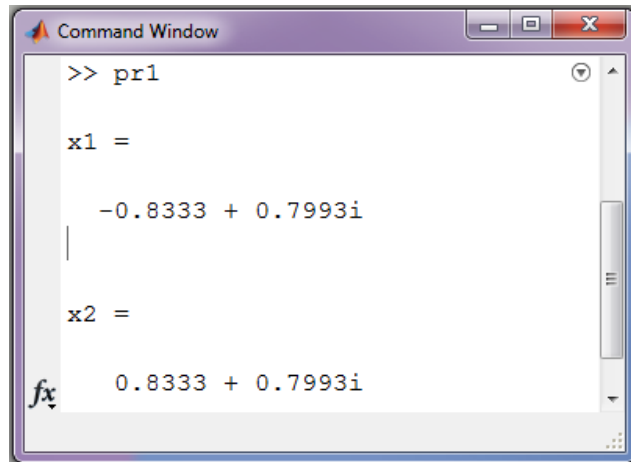 Command Window
>> pr1
x1 =
-0.8333 + 0.7993i
x2 =
0.8333 + 0.7993i
fx